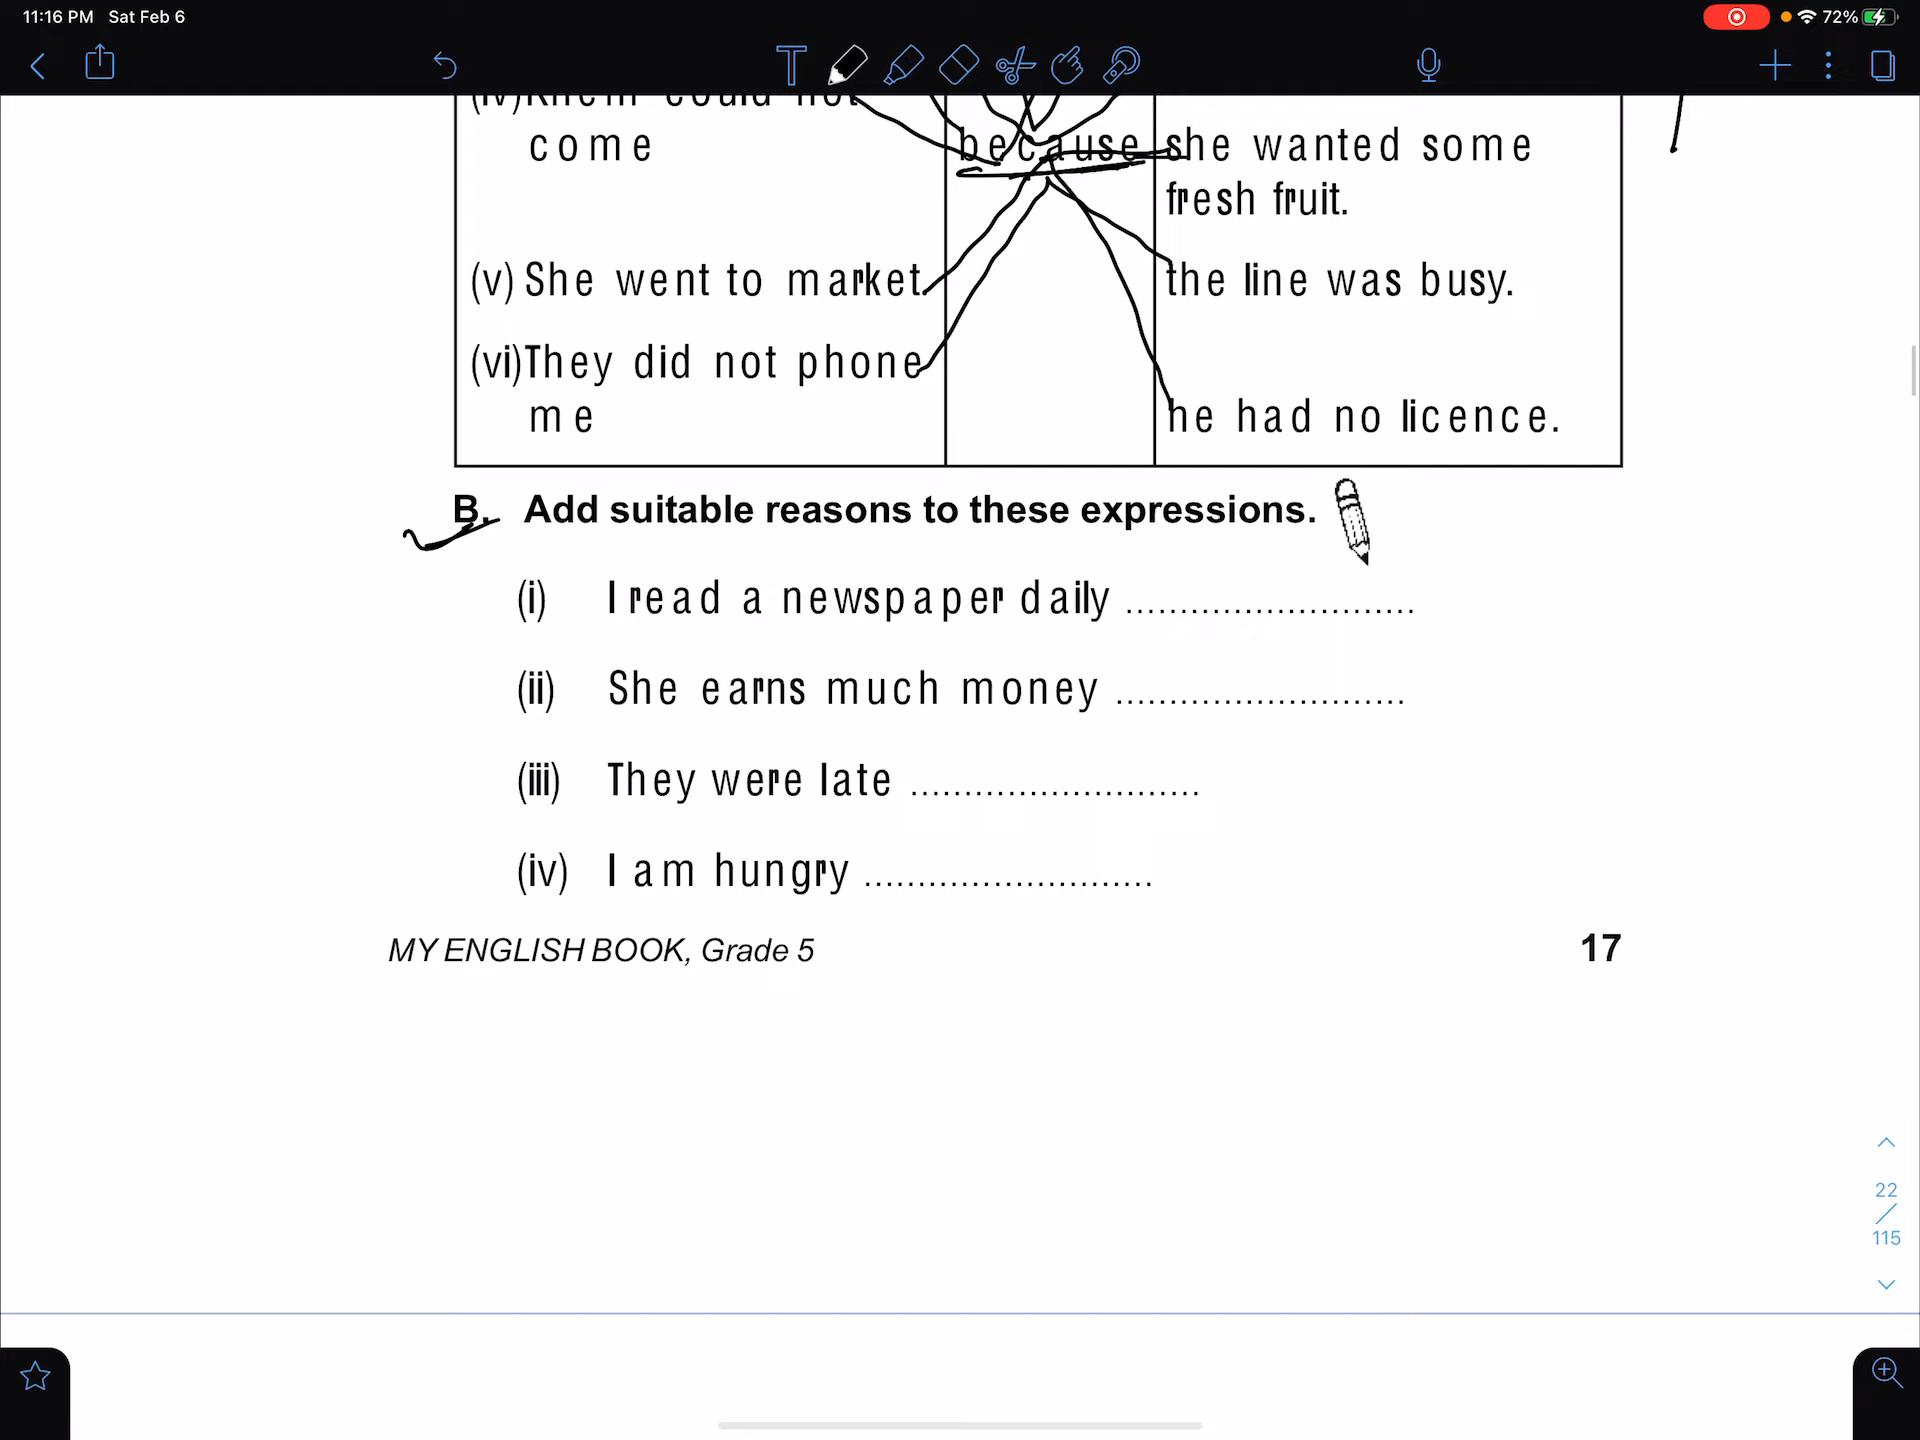 11:16 PM Sat Feb 6
72%
come
because
she wanted some
fresh fruit.
(v) She went to market.
the line was busy.
(vi) They did not phone
me
he had no licence.
B. Add suitable reasons to these expressions.
(i) I read a newspaper daily ...........................
(ii) She earns much money ...........................
(iii) They were late ...........................
(iv) I am hungry ...........................
MY ENGLISH BOOK, Grade 5
17
22
/
115